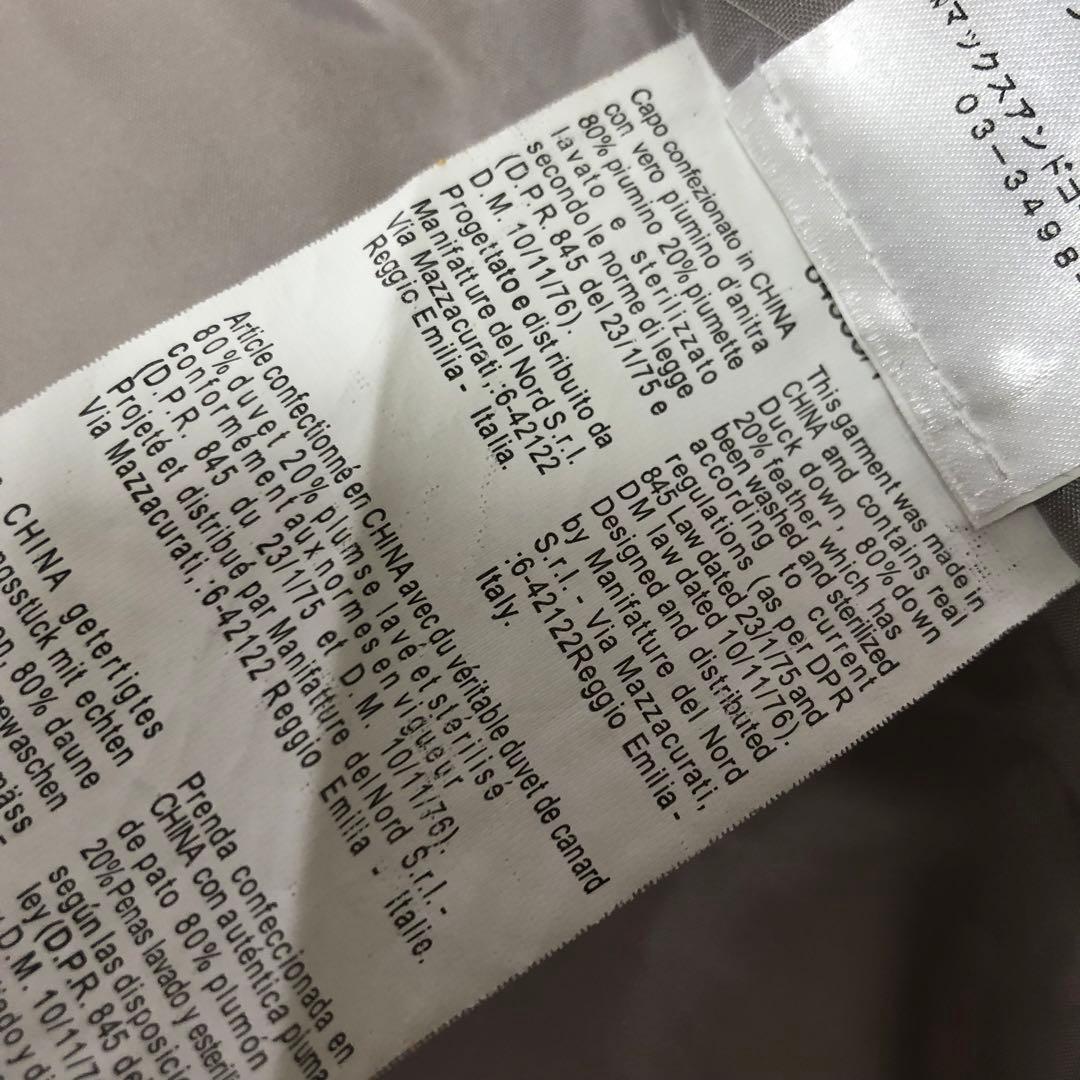 マックスアンドコ
03-3498-
Capo confezionato in CHINA
con vero piumino d'anitra
80% piumino 20% piumette
lavato e sterilizzato
secondo le norme di legge
(D.P.R. 845 del 23/1/75 e
D.M. 10/11/76).
Progettato e distribuito da
Manifatture del Nord S.r.l.
Via Mazzacurati,:6-42122
Reggio Emilia- Italia.
This garment was made in
CHINA and contains real
Duck down, 80% down
20% feather which has
been washed and sterilized
according to current
regulations (as per DPR
845 Law dated 23/1/75 and
DM law dated 10/11/76).
Designed and distributed
by Manifatture del Nord
S.r.l.- Via Mazzacurati,
:6-42122Reggio Emilia-
Italy.
Article confectionné en CHINA avec du véritable duvet de canard
80% duvet 20% plumse lavé et stérilisé
conformément aux normes en vigueur
(D.P.R. 845 du 23/1/75 et D.M. 10/11/76).
Projeté et distribué par Manifatture del Nord S.r.l.-
Via Mazzacurati,:6-42122 Reggio Emilia - Italie.
CHINA getertigtes
mit echten
80% daune
Prenda confeccionada en
CHINA con auténtica pluma
de pato 80% plumón
20%Penas lavado y
según las
ley (D.P.R. 845 de
D.M. 10/11/7